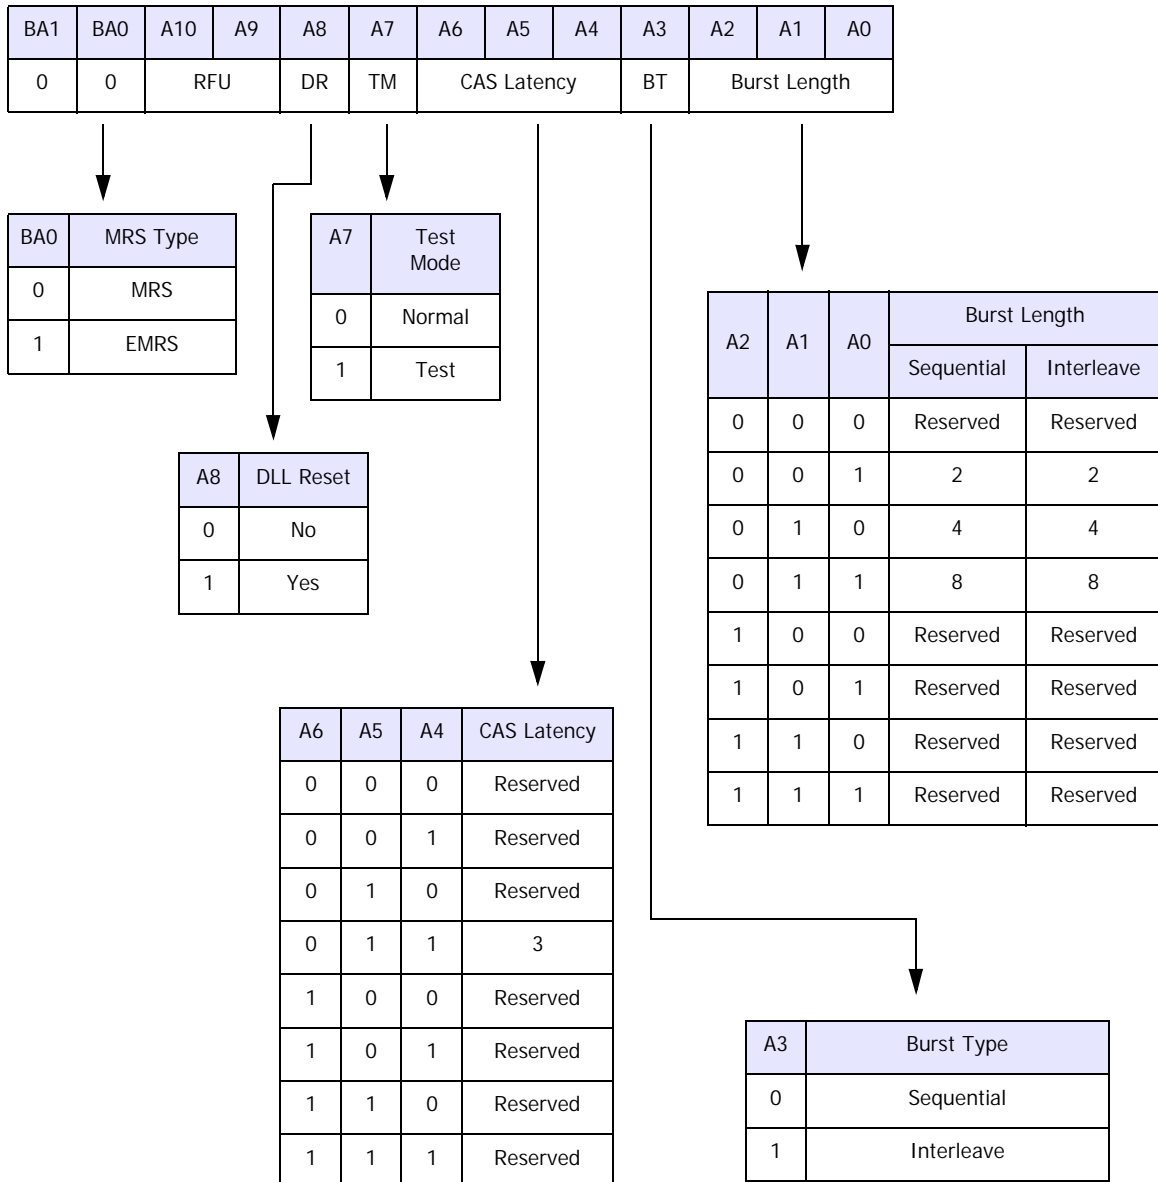 BA1 BA0 A10 A9 A8 A7 A6 A5 A4 A3 A2 A1 A0
0 0 RFU DR TM CAS Latency BT Burst Length
BA0 MRS Type
0 MRS
1 EMRS
A7 Test
Mode
0 Normal
1 Test
A8 DLL Reset
0 No
1 Yes
A2 A1 A0 Burst Length
Sequential Interleave
0 0 0 Reserved Reserved
0 0 1 2 2
0 1 0 4 4
0 1 1 8 8
1 0 0 Reserved Reserved
1 0 1 Reserved Reserved
1 1 0 Reserved Reserved
1 1 1 Reserved Reserved
A6 A5 A4 CAS Latency
0 0 0 Reserved
0 0 1 Reserved
0 1 0 Reserved
0 1 1 3
1 0 0 Reserved
1 0 1 Reserved
1 1 0 Reserved
1 1 1 Reserved
A3 Burst Type
0 Sequential
1 Interleave